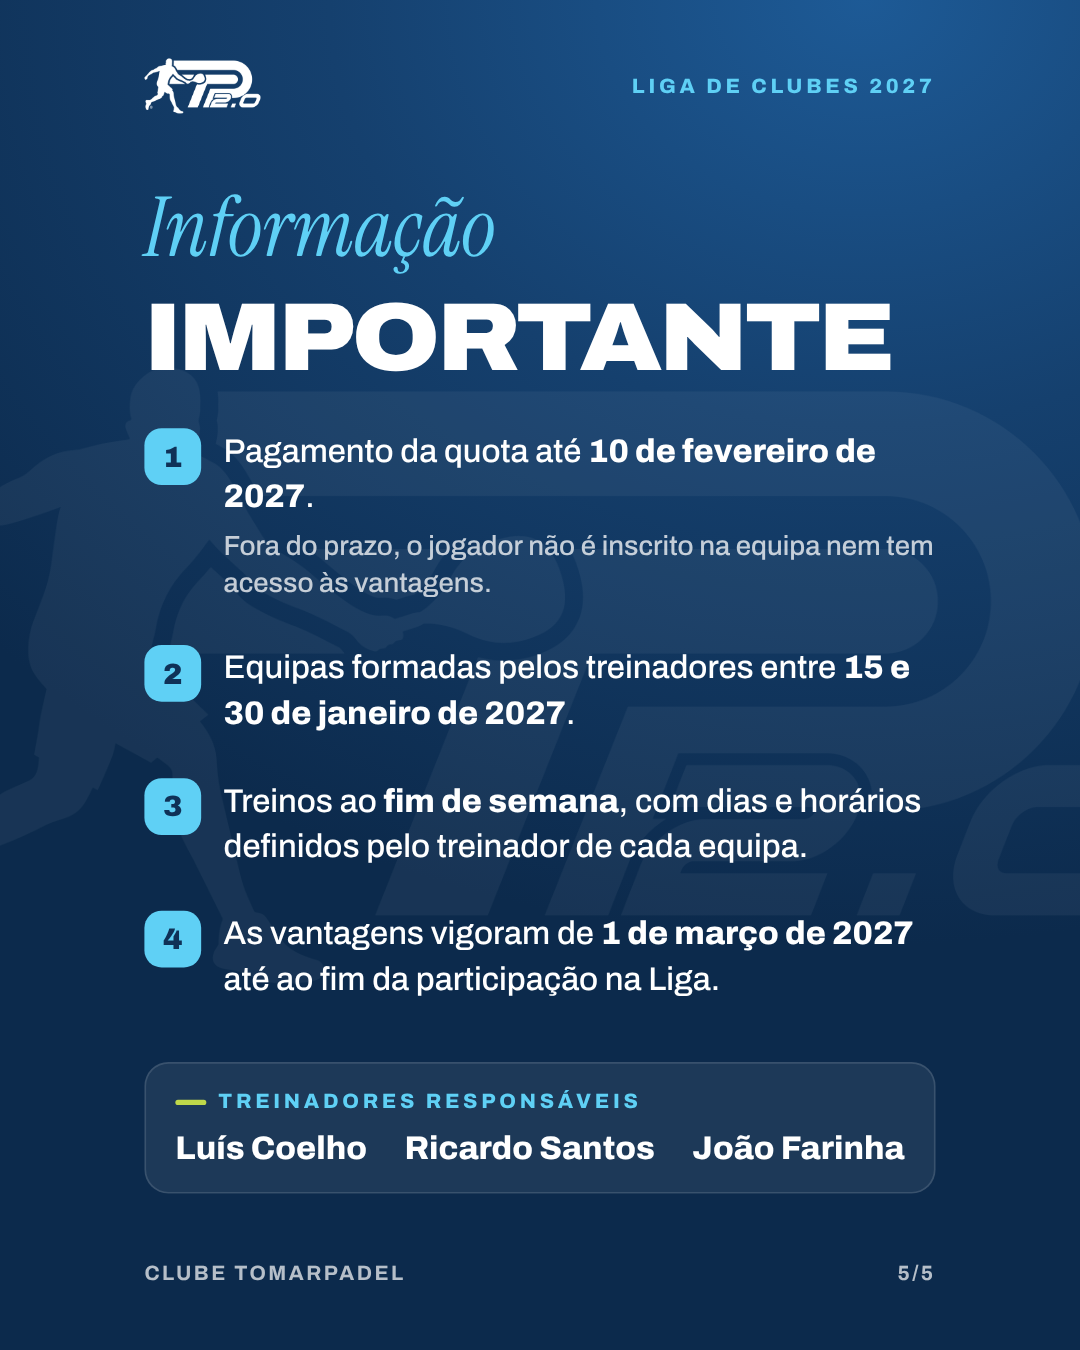 P2.0
LIGA DE CLUBES 2027
Informação
IMPORTANTE
1
Pagamento da quota até 10 de fevereiro de
2027.
Fora do prazo, o jogador não é inscrito na equipa nem tem
acesso às vantagens.
2
Equipas formadas pelos treinadores entre 15 e
30 de janeiro de 2027.
3
Treinos ao fim de semana, com dias e horários
definidos pelo treinador de cada equipa.
4
As vantagens vigoram de 1 de março de 2027
até ao fim da participação na Liga.
TREINADORES RESPONSÁVEIS
Luís Coelho Ricardo Santos João Farinha
CLUBE TOMARPADEL
5/5